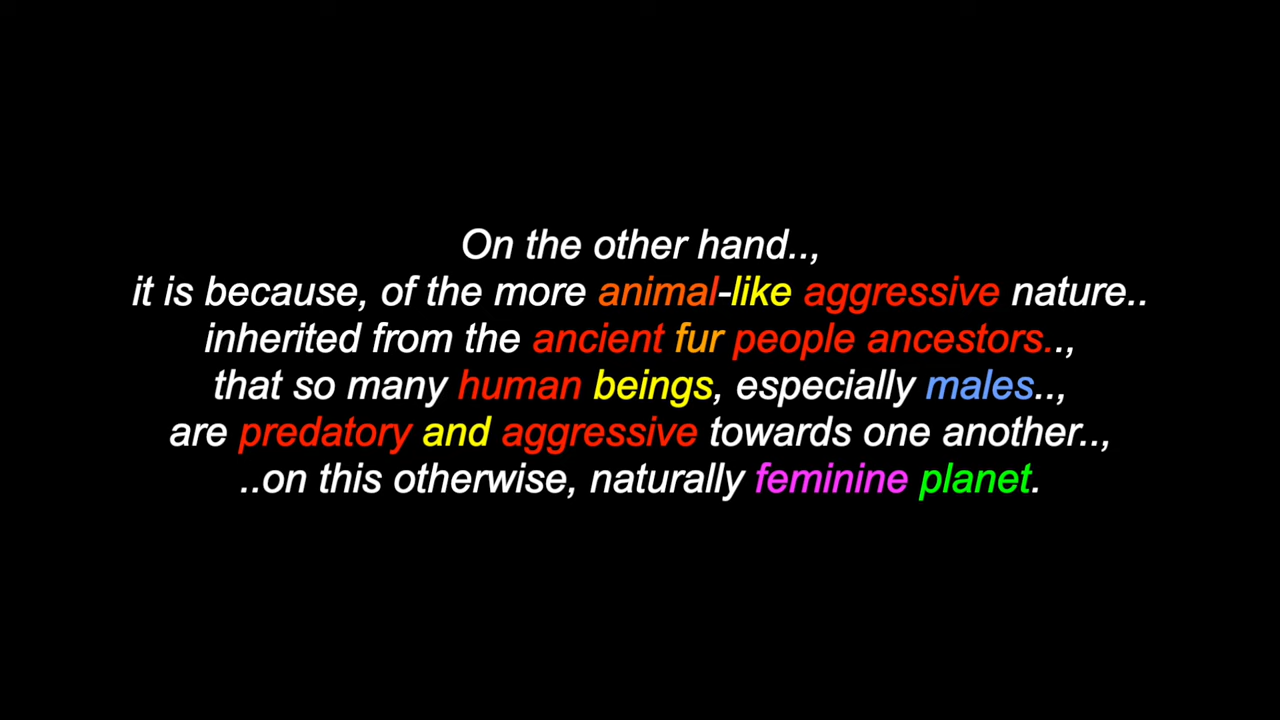 On the other hand..,
it is because, of the more animal-like aggressive nature..
inherited from the ancient fur people ancestors..,
that so many human beings, especially males..,
are predatory and aggressive towards one another..,
..on this otherwise, naturally feminine planet.